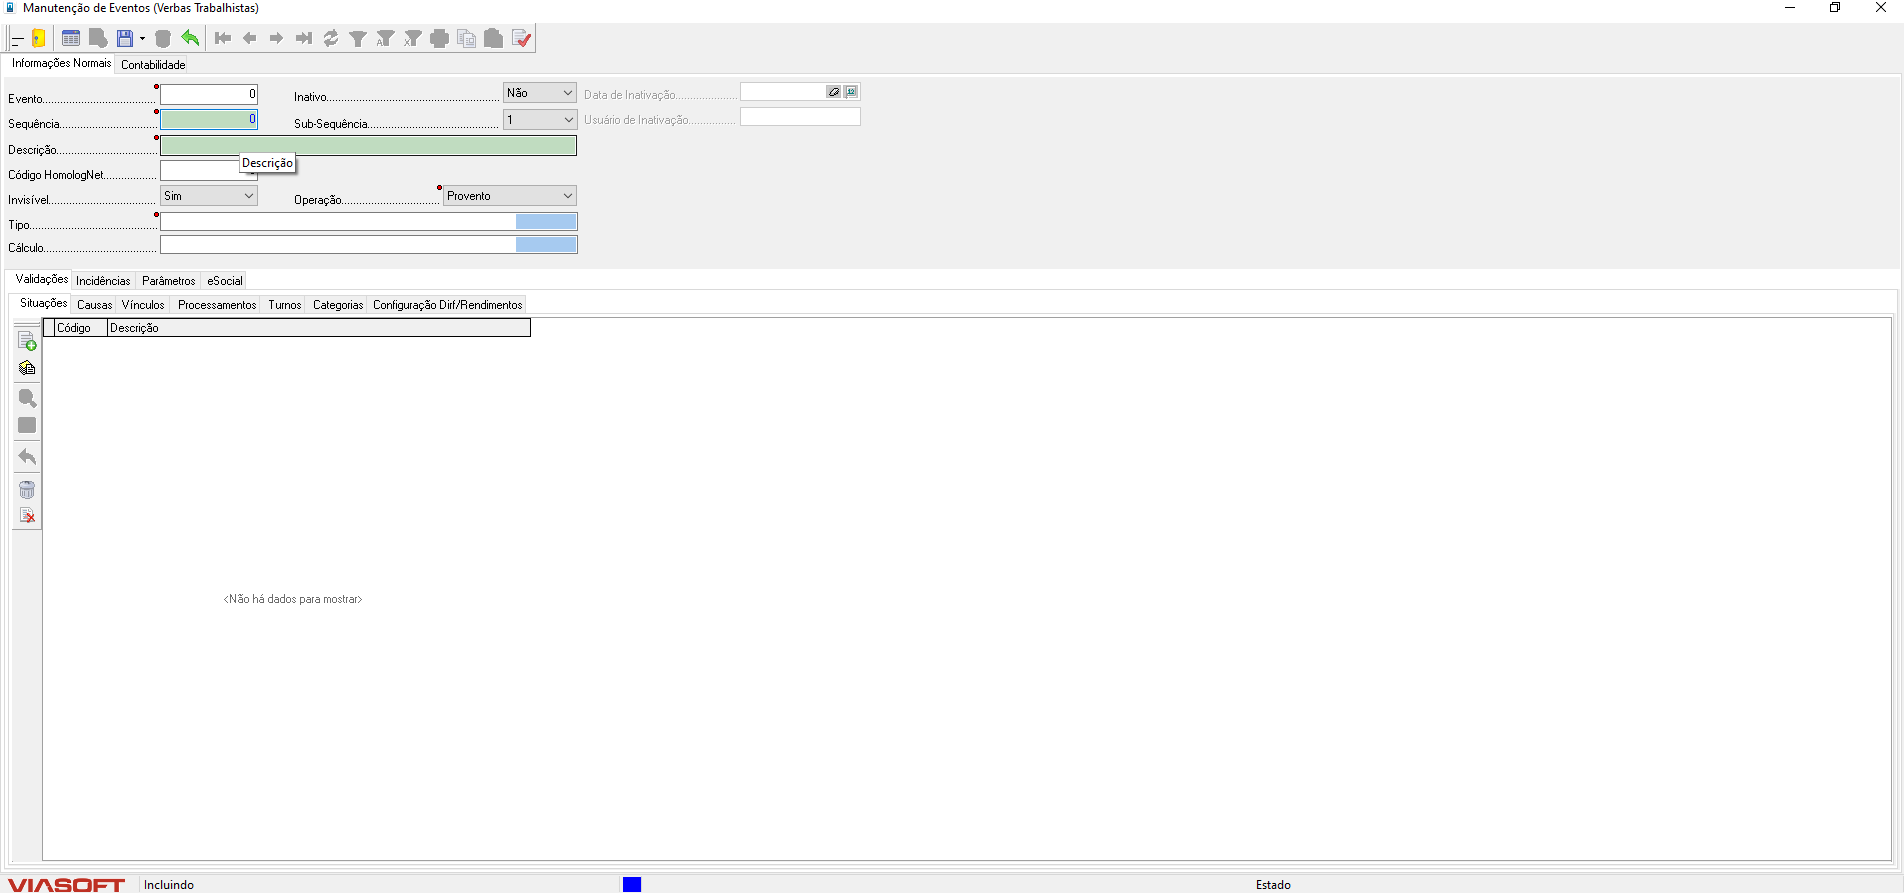 Manutenção de Eventos (Verbas Trabalhistas)
Informações Normais Contabilidade
Evento 0 Inativo Não Data de Inativação
Sequência 0 Sub-Sequência 1 Usuário de Inativação
Descrição
Descrição
Código HomologNet
Invisível Sim Operação Provento
Tipo
Cálculo
Validações Incidências Parâmetros eSocial
Situações Causas Vínculos Processamentos Turnos Categorias Configuração Dirf/Rendimentos
Código Descrição
<Não há dados para mostrar>
VIASOFT Incluindo Estado